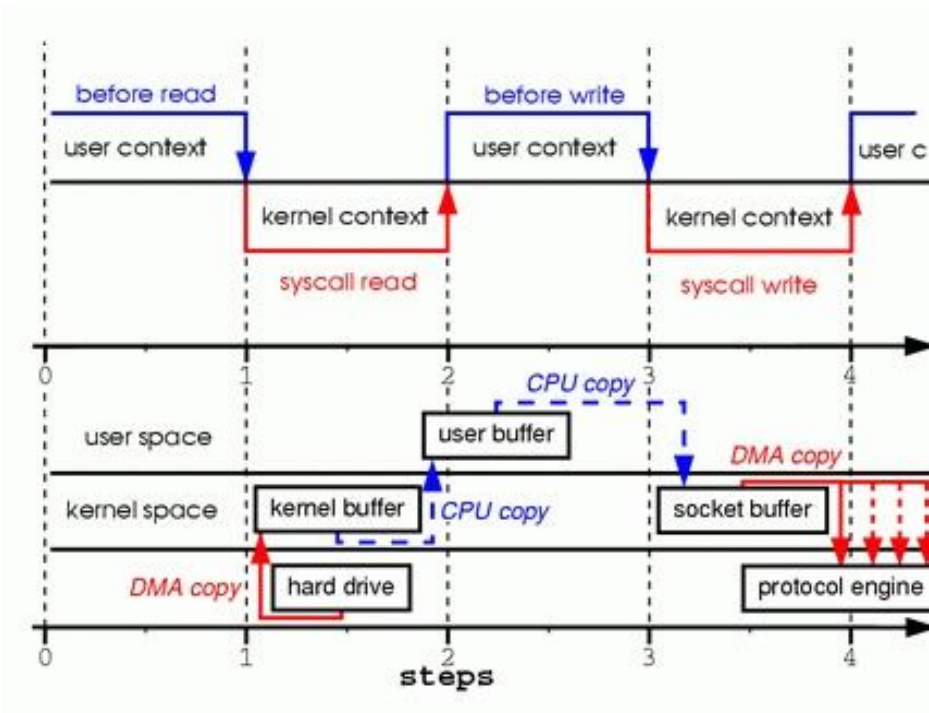 before read
before write
user context
user context
user c
kernel context
kernel context
syscall read
syscall write
0 1 2 3 4
CPU copy
user space
user buffer
DMA copy
kernel space
kernel buffer
CPU copy
socket buffer
DMA copy
hard drive
protocol engine
0 1 2 3 4
steps